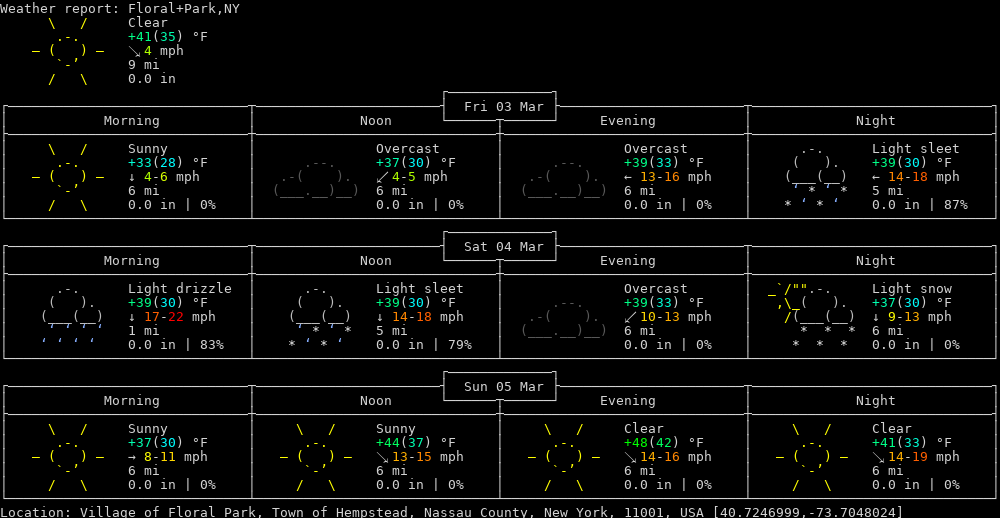 Weather report: Floral+Park,NY
Clear
+41(35) °F
↘ 4 mph
9 mi
0.0 in
Fri 03 Mar
Morning Noon Evening Night
Sunny Overcast Overcast Light sleet
+33(28) °F +37(30) °F +39(33) °F +39(30) °F
↓ 4-6 mph ↙ 4-5 mph ← 13-16 mph ← 14-18 mph
6 mi 6 mi 6 mi 5 mi
0.0 in | 0% 0.0 in | 0% 0.0 in | 0% 0.0 in | 87%
Sat 04 Mar
Morning Noon Evening Night
Light drizzle Light sleet Overcast Light snow
+39(30) °F +39(30) °F +39(33) °F +37(30) °F
↓ 17-22 mph ↓ 14-18 mph ↙ 10-13 mph ↓ 9-13 mph
1 mi 5 mi 6 mi 6 mi
0.0 in | 83% 0.0 in | 79% 0.0 in | 0% 0.0 in | 0%
Sun 05 Mar
Morning Noon Evening Night
Sunny Sunny Clear Clear
+37(30) °F +44(37) °F +48(42) °F +41(33) °F
→ 8-11 mph ↘ 13-15 mph ↘ 14-16 mph ↘ 14-19 mph
6 mi 6 mi 6 mi 6 mi
0.0 in | 0% 0.0 in | 0% 0.0 in | 0% 0.0 in | 0%
Location: Village of Floral Park, Town of Hempstead, Nassau County, New York, 11001, USA [40.7246999,-73.7048024]